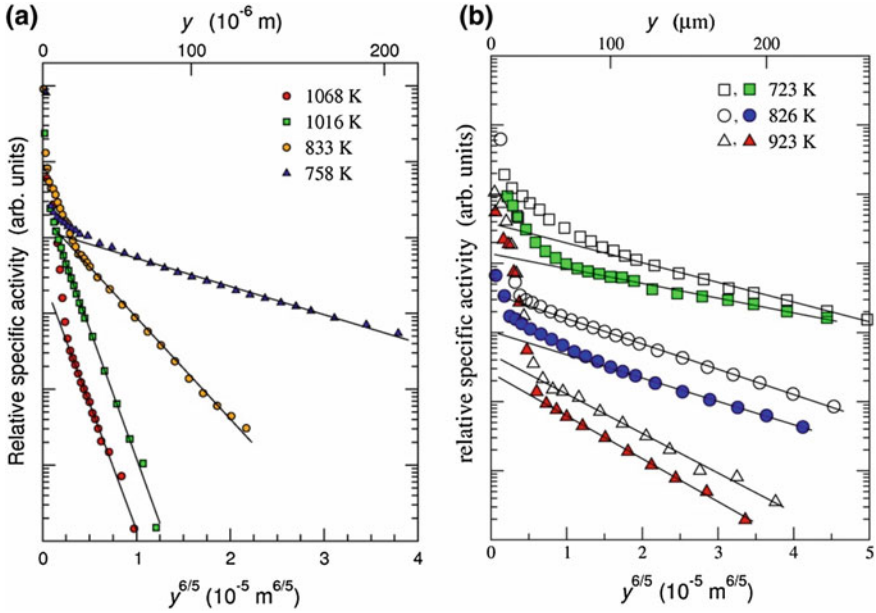 (a)
y (10⁻⁶ m)
0 100 200
1068 K
1016 K
833 K
758 K
Relative specific activity (arb. units)
0 1 2 3 4
y⁶ᐟ⁵ (10⁻⁵ m⁶ᐟ⁵)
(b)
y (μm)
0 100 200
, 723 K
, 826 K
, 923 K
relative specific activity (arb. units)
0 1 2 3 4 5
y⁶ᐟ⁵ (10⁻⁵ m⁶ᐟ⁵)